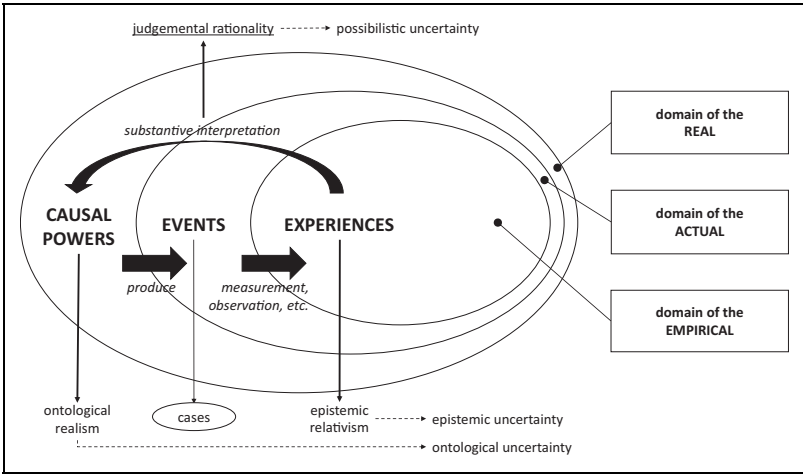 judgemental rationality
possibilistic uncertainty
substantive interpretation
domain of the
REAL
domain of the
ACTUAL
domain of the
EMPIRICAL
CAUSAL
POWERS
EVENTS
EXPERIENCES
produce
measurement,
observation, etc.
ontological
realism
cases
epistemic
relativism
epistemic uncertainty
ontological uncertainty